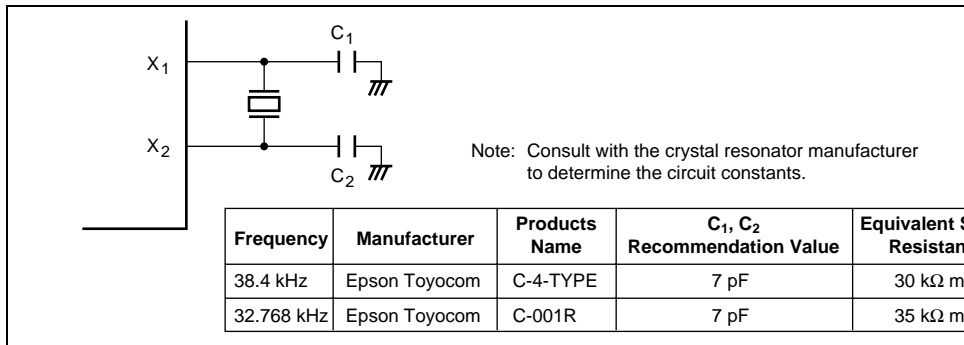 C1
X1
X2
C2
Note: Consult with the crystal resonator manufacturer
to determine the circuit constants.
Frequency Manufacturer Products Name C1, C2 Recommendation Value Equivalent
38.4 kHz Epson Toyocom C-4-TYPE 7 pF 30 kΩ
32.768 kHz Epson Toyocom C-001R 7 pF 35 kΩ